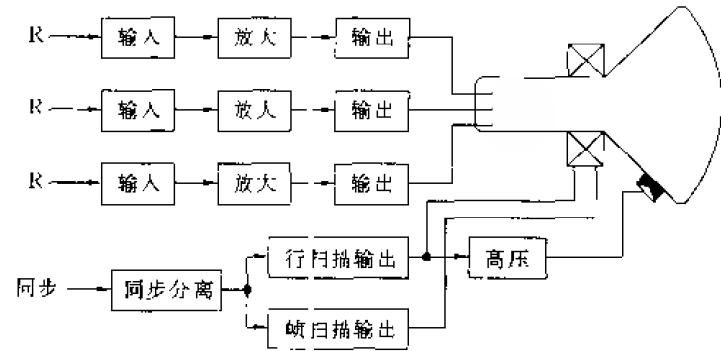 R 输入 放大 输出
R 输入 放人 输出
R 输入 放大 输出
行扫描输出 高压
同步 同步分离
帧扫描输出